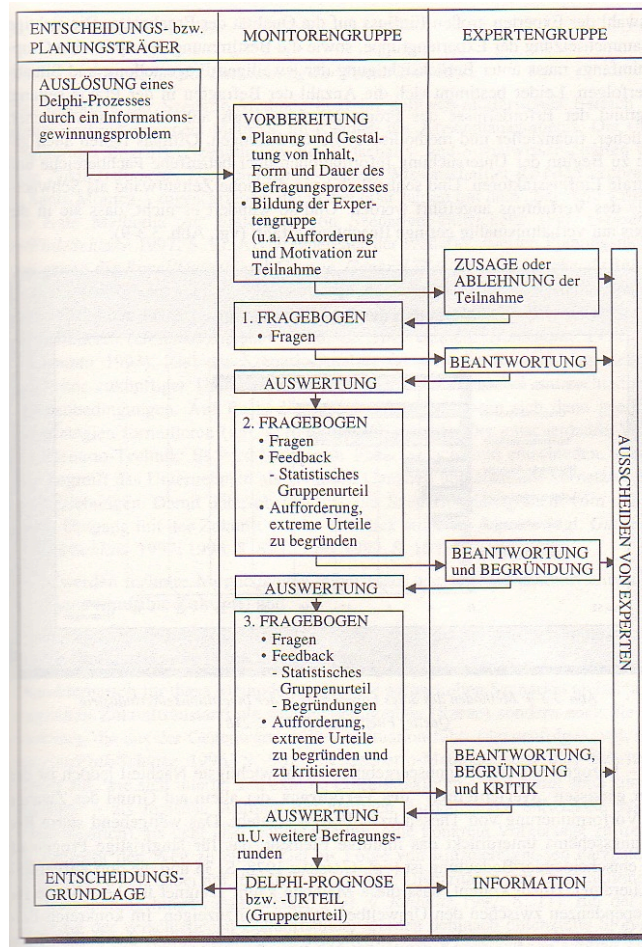 ENTSCHEIDUNGS- bzw.
PLANUNGSTRÄGER
MONITORENGRUPPE
EXPERTENGRUPPE
AUSLÖSUNG eines
Delphi-Prozesses
durch ein Informations-
gewinnungsproblem
VORBEREITUNG
• Planung und Gestal-
tung von Inhalt,
Form und Dauer des
Befragungsprozesses
• Bildung der Exper-
tengruppe
(u.a. Aufforderung
und Motivation zur
Teilnahme
ZUSAGE oder
ABLEHNUNG der
Teilnahme
1. FRAGEBOGEN
• Fragen
BEANTWORTUNG
AUSWERTUNG
2. FRAGEBOGEN
• Fragen
• Feedback
- Statistisches
Gruppenurteil
• Aufforderung,
extreme Urteile
zu begründen
BEANTWORTUNG
und BEGRÜNDUNG
AUSWERTUNG
3. FRAGEBOGEN
• Fragen
• Feedback
- Statistisches
Gruppenurteil
- Begründungen
• Aufforderung,
extreme Urteile
zu begründen und
zu kritisieren
BEANTWORTUNG,
BEGRÜNDUNG
und KRITIK
AUSWERTUNG
u.U. weitere Befragungs-
runden
ENTSCHEIDUNGS-
GRUNDLAGE
DELPHI-PROGNOSE
bzw. -URTEIL
(Gruppenurteil)
INFORMATION
AUSSCHEIDEN VON EXPERTEN